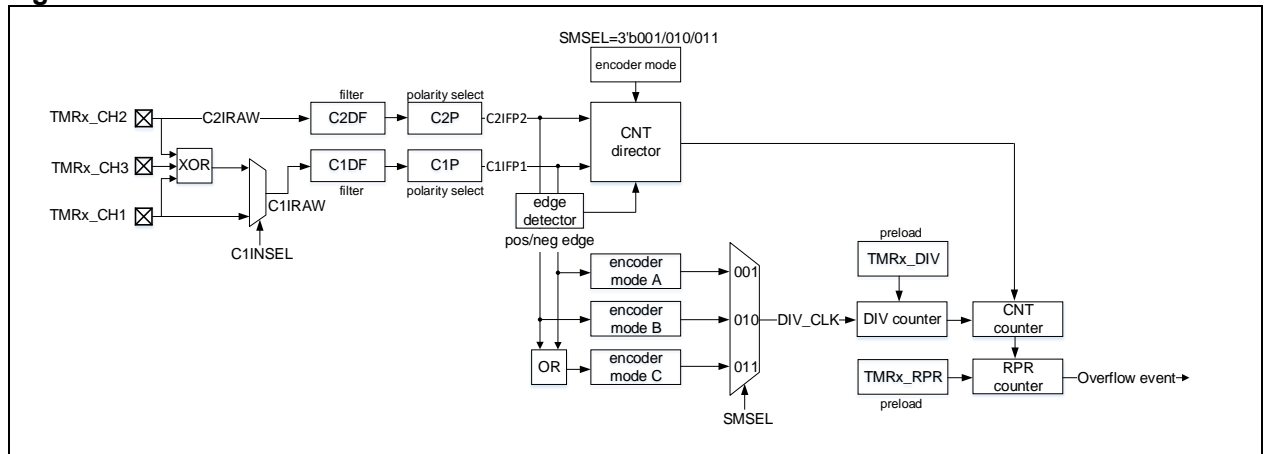 SMSEL=3'b001/010/011
encoder mode
filter
polarity select
TMRx_CH2
C2IRAW
C2DF
C2P
C2IFP2
CNT
director
TMRx_CH3
XOR
C1DF
C1P
C1IFP1
filter
polarity select
C1IRAW
TMRx_CH1
edge
detector
C1INSEL
pos/neg edge
preload
TMRx_DIV
encoder
mode A
001
encoder
mode B
010
DIV_CLK
DIV counter
CNT
counter
OR
encoder
mode C
011
TMRx_RPR
RPR
counter
Overflow event
preload
SMSEL